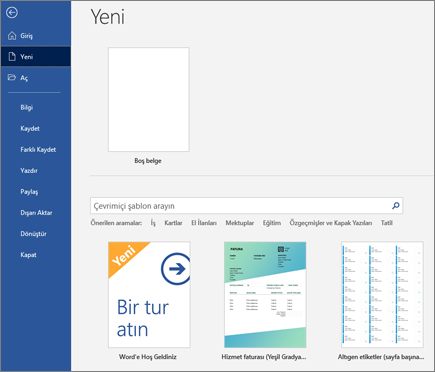 Yeni
Giriş
Yeni
Aç
Bilgi
Kaydet
Farklı Kaydet
Yazdır
Paylaş
Dışarı Aktar
Dönüştür
Kapat
Boş belge
Çevrimiçi şablon arayın
Önerilen aramalar: İş Kartlar El İlanları Mektuplar Eğitim Özgeçmişler ve Kapak Yazıları Tatil
Yeni
Bir tur
atın
FATURA
Word'e Hoş Geldiniz
Hizmet faturası (Yeşil Gradya...
Altıgen etiketler (sayfa başına...